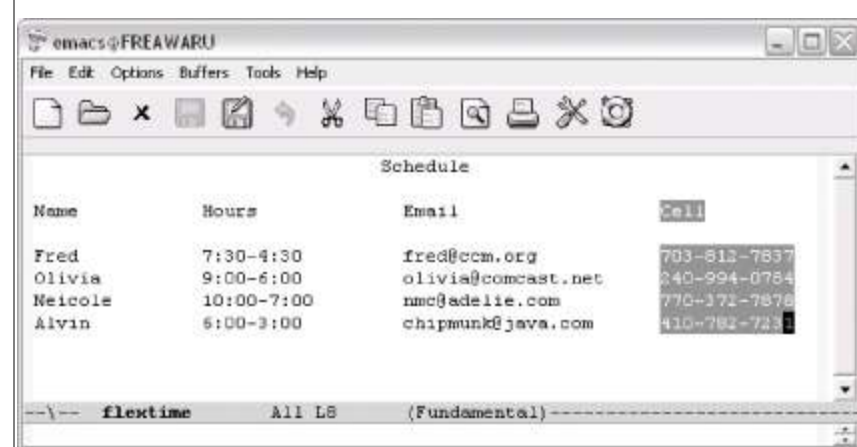 emacs@FREAWARU
File Edit Options Buffers Tools Help
Schedule
Name Hours Email Cell
Fred 7:30-4:30 fred@ccm.org 703-812-7837
Olivia 9:00-6:00 olivia@comcast.net 240-994-0784
Neicole 10:00-7:00 nmc@adelie.com 770-372-7878
Alvin 6:00-3:00 chipmunk@java.com 410-782-7231
--\-- flextime All L8 (Fundamental)---------------------------